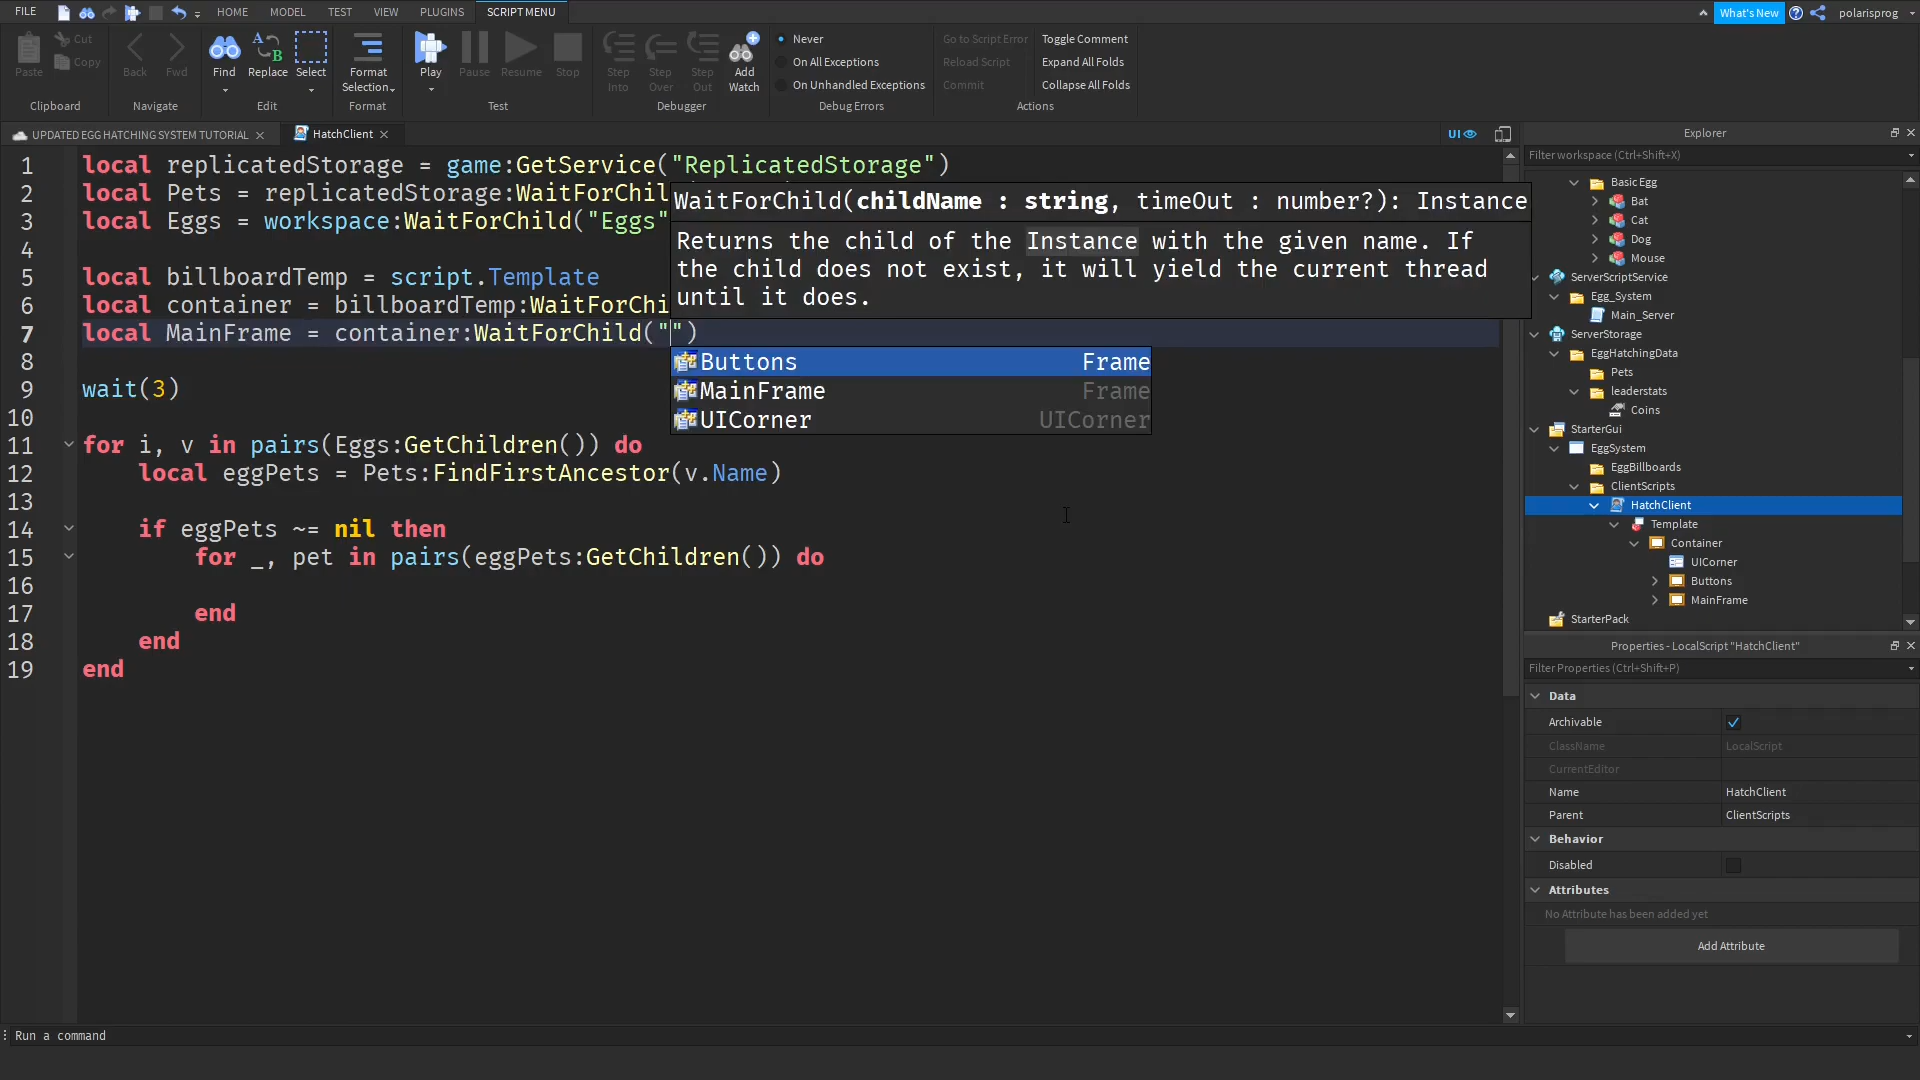 FILE HOME MODEL TEST VIEW PLUGINS SCRIPT MENU What's New polarisprog
Paste Cut Copy Clipboard
Back Fwd Navigate
Find Replace Select Edit
Format Selection Format
Play Pause Resume Stop Test
Step Into Step Over Step Out Add Watch Debugger
Never
On All Exceptions
On Unhandled Exceptions
Debug Errors
Go to Script Error
Reload Script
Commit
Toggle Comment
Expand All Folds
Collapse All Folds
Actions
UPDATED EGG HATCHING SYSTEM TUTORIAL HatchClient UI
1 local replicatedStorage = game:GetService("ReplicatedStorage")
2 local Pets = replicatedStorage:WaitForChil
3 local Eggs = workspace:WaitForChild("Eggs"
4
5 local billboardTemp = script.Template
6 local container = billboardTemp:WaitForChi
7 local MainFrame = container:WaitForChild("")
8
9 wait(3)
10
11 for i, v in pairs(Eggs:GetChildren()) do
12 local eggPets = Pets:FindFirstAncestor(v.Name)
13
14 if eggPets ~= nil then
15 for _, pet in pairs(eggPets:GetChildren()) do
16
17 end
18 end
19 end
WaitForChild(childName : string, timeOut : number?): Instance
Returns the child of the Instance with the given name. If
the child does not exist, it will yield the current thread
until it does.
Buttons Frame
MainFrame Frame
UICorner UICorner
Explorer
Filter workspace (Ctrl+Shift+X)
Basic Egg
Bat
Cat
Dog
Mouse
ServerScriptService
Egg_System
Main_Server
ServerStorage
EggHatchingData
Pets
leaderstats
Coins
StarterGui
EggSystem
EggBillboards
ClientScripts
HatchClient
Template
Container
UICorner
Buttons
MainFrame
StarterPack
Properties - LocalScript "HatchClient"
Filter Properties (Ctrl+Shift+P)
Data
Archivable
ClassName LocalScript
CurrentEditor
Name HatchClient
Parent ClientScripts
Behavior
Disabled
Attributes
No Attribute has been added yet
Add Attribute
Run a command